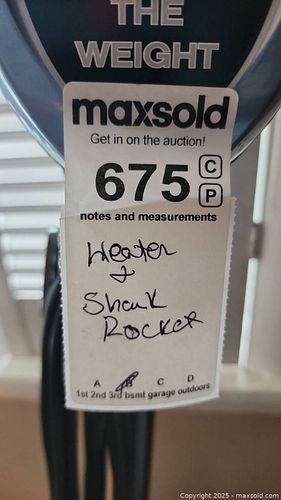 THE
WEIGHT
maxsold
Get in on the auction!
675 C
P
notes and measurements
Heater
&
Shark
Rocker
A B C D
1st 2nd 3rd bsmt garage outdoors
Copyright 2025 - maxsold.com